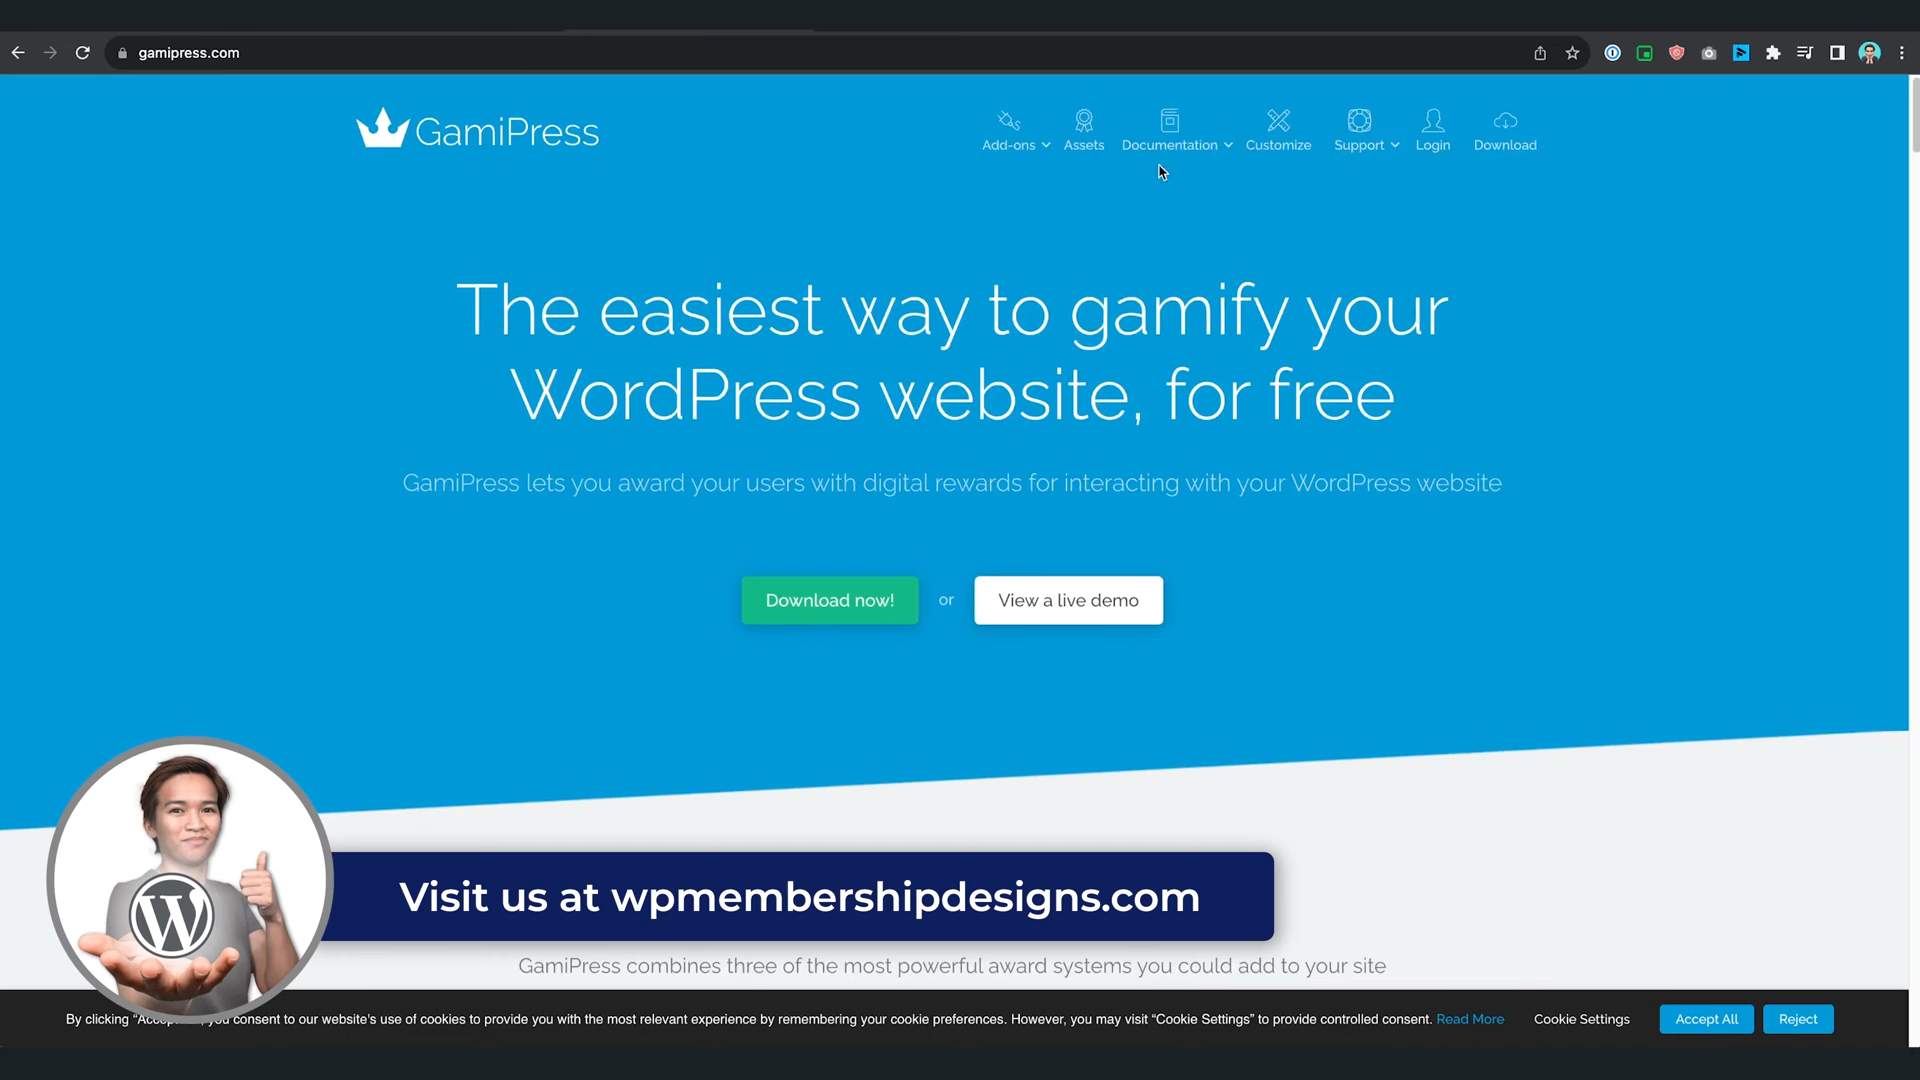 gamipress.com
GamiPress
Add-ons
Assets
Documentation
Customize
Support
Login
Download
The easiest way to gamify your
WordPress website, for free
GamiPress lets you award your users with digital rewards for interacting with your WordPress website
Download now!
or
View a live demo
Visit us at wpmembershipdesigns.com
GamiPress combines three of the most powerful award systems you could add to your site
By clicking “Acce you consent to our website's use of cookies to provide you with the most relevant experience by remembering your cookie preferences. However, you may visit “Cookie Settings” to provide controlled consent. Read More
Cookie Settings
Accept All
Reject